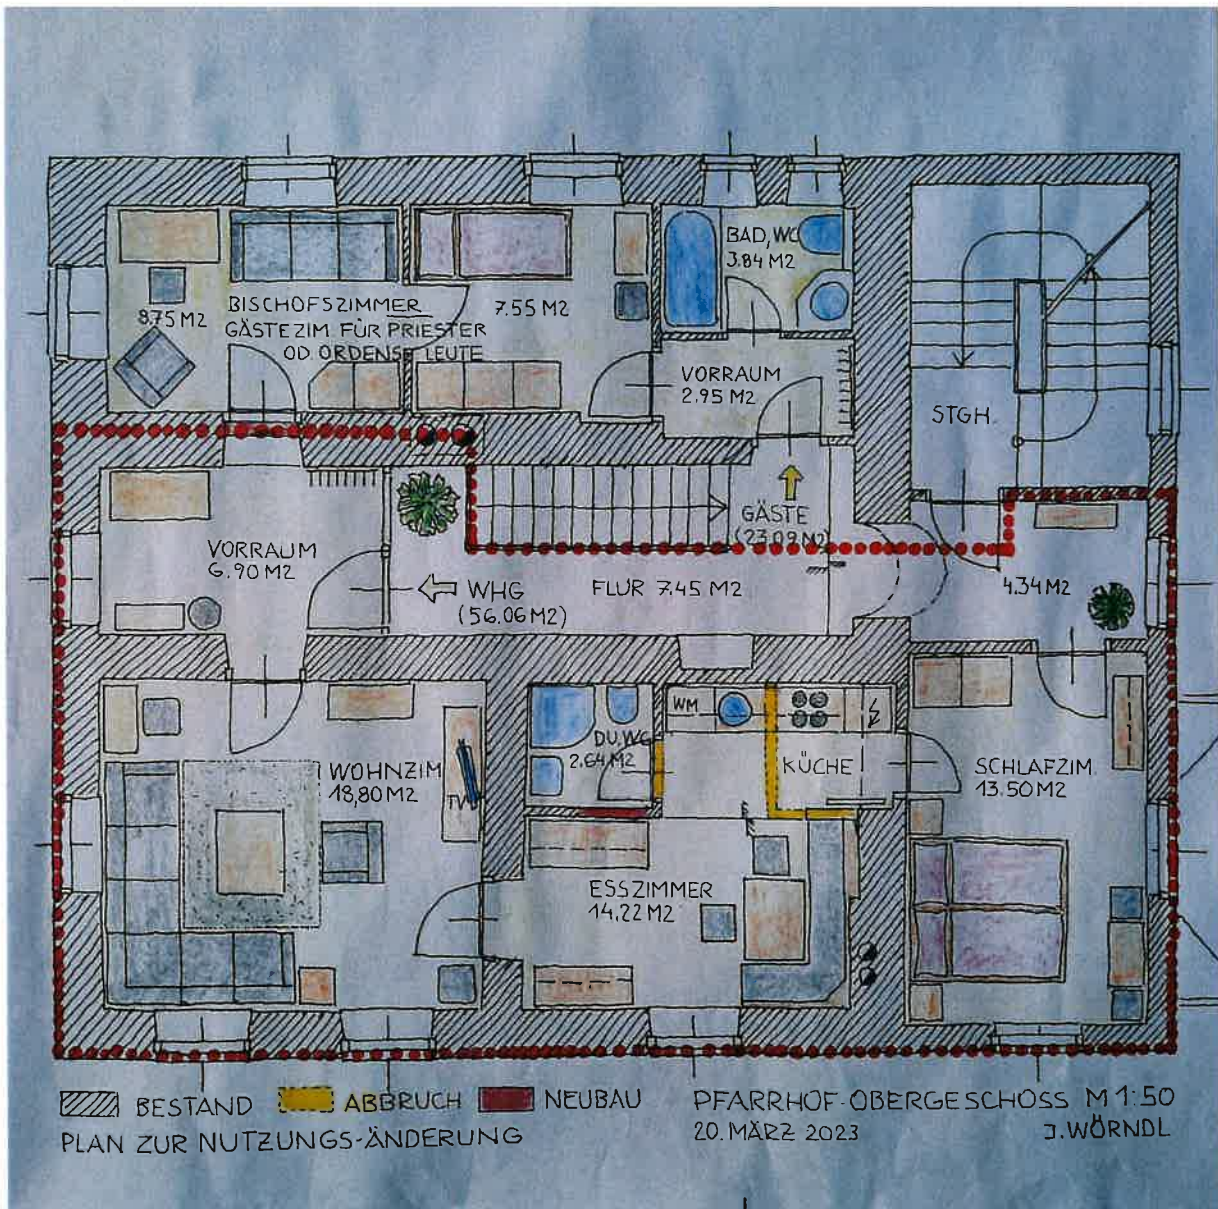 BAD, WC
3.84 M2
8.75 M2
BISCHOFSZIMMER
7.55 M2
GÄSTEZIM. FÜR PRIESTER
OD. ORDENS- LEUTE
VORRAUM
2.95 M2
STGH.
VORRAUM
6.90 M2
GÄSTE
(23.09 M2)
WHG
(56.06 M2)
FLUR 7.45 M2
4.34 M2
WM
DU, WC
2.64 M2
KÜCHE
WOHNZIM.
18,80 M2
TV
SCHLAFZIM.
13.50 M2
ESSZIMMER
14.22 M2
BESTAND
ABBRUCH
NEUBAU
PFARRHOF-OBERGESCHOSS M 1:50
PLAN ZUR NUTZUNGS-ÄNDERUNG
20. MÄRZ 2023
J. WÖRNDL